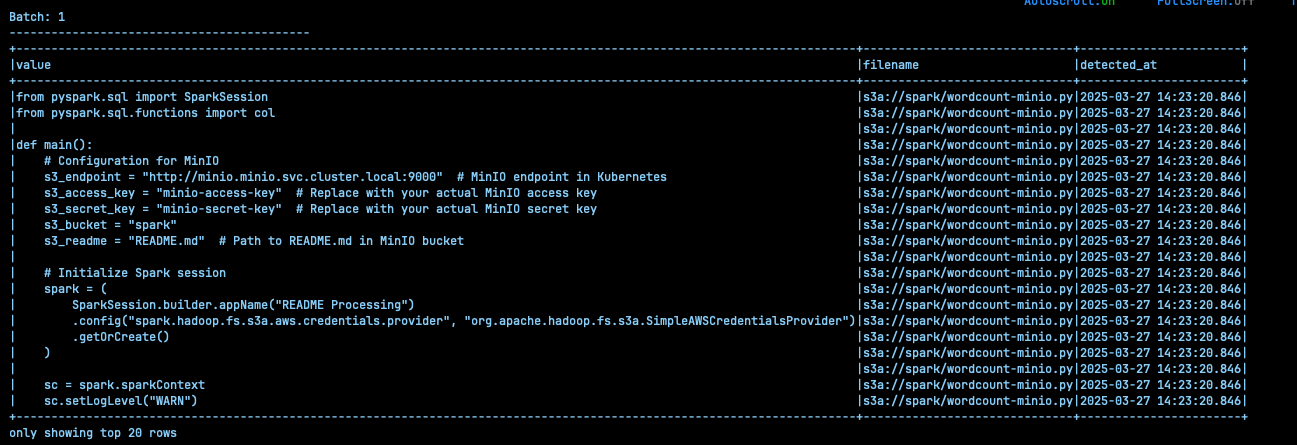 Autoscroll:On FullScreen:Off
Batch: 1
-------------------------------------------
+------------------------------------------------------------------------------------------------------------------------+------------------------------+-----------------------+
|value                                                                                                                   |filename                      |detected_at            |
+------------------------------------------------------------------------------------------------------------------------+------------------------------+-----------------------+
|from pyspark.sql import SparkSession                                                                                    |s3a://spark/wordcount-minio.py|2025-03-27 14:23:20.846|
|from pyspark.sql.functions import col                                                                                   |s3a://spark/wordcount-minio.py|2025-03-27 14:23:20.846|
|                                                                                                                        |s3a://spark/wordcount-minio.py|2025-03-27 14:23:20.846|
|def main():                                                                                                             |s3a://spark/wordcount-minio.py|2025-03-27 14:23:20.846|
|    # Configuration for MinIO                                                                                           |s3a://spark/wordcount-minio.py|2025-03-27 14:23:20.846|
|    s3_endpoint = "http://minio.minio.svc.cluster.local:9000"  # MinIO endpoint in Kubernetes                           |s3a://spark/wordcount-minio.py|2025-03-27 14:23:20.846|
|    s3_access_key = "minio-access-key"  # Replace with your actual MinIO access key                                     |s3a://spark/wordcount-minio.py|2025-03-27 14:23:20.846|
|    s3_secret_key = "minio-secret-key"  # Replace with your actual MinIO secret key                                     |s3a://spark/wordcount-minio.py|2025-03-27 14:23:20.846|
|    s3_bucket = "spark"                                                                                                 |s3a://spark/wordcount-minio.py|2025-03-27 14:23:20.846|
|    s3_readme = "README.md"  # Path to README.md in MinIO bucket                                                        |s3a://spark/wordcount-minio.py|2025-03-27 14:23:20.846|
|                                                                                                                        |s3a://spark/wordcount-minio.py|2025-03-27 14:23:20.846|
|    # Initialize Spark session                                                                                          |s3a://spark/wordcount-minio.py|2025-03-27 14:23:20.846|
|    spark = (                                                                                                           |s3a://spark/wordcount-minio.py|2025-03-27 14:23:20.846|
|        SparkSession.builder.appName("README Processing")                                                               |s3a://spark/wordcount-minio.py|2025-03-27 14:23:20.846|
|        .config("spark.hadoop.fs.s3a.aws.credentials.provider", "org.apache.hadoop.fs.s3a.SimpleAWSCredentialsProvider")|s3a://spark/wordcount-minio.py|2025-03-27 14:23:20.846|
|        .getOrCreate()                                                                                                  |s3a://spark/wordcount-minio.py|2025-03-27 14:23:20.846|
|    )                                                                                                                   |s3a://spark/wordcount-minio.py|2025-03-27 14:23:20.846|
|                                                                                                                        |s3a://spark/wordcount-minio.py|2025-03-27 14:23:20.846|
|    sc = spark.sparkContext                                                                                             |s3a://spark/wordcount-minio.py|2025-03-27 14:23:20.846|
|    sc.setLogLevel("WARN")                                                                                              |s3a://spark/wordcount-minio.py|2025-03-27 14:23:20.846|
+------------------------------------------------------------------------------------------------------------------------+------------------------------+-----------------------+
only showing top 20 rows